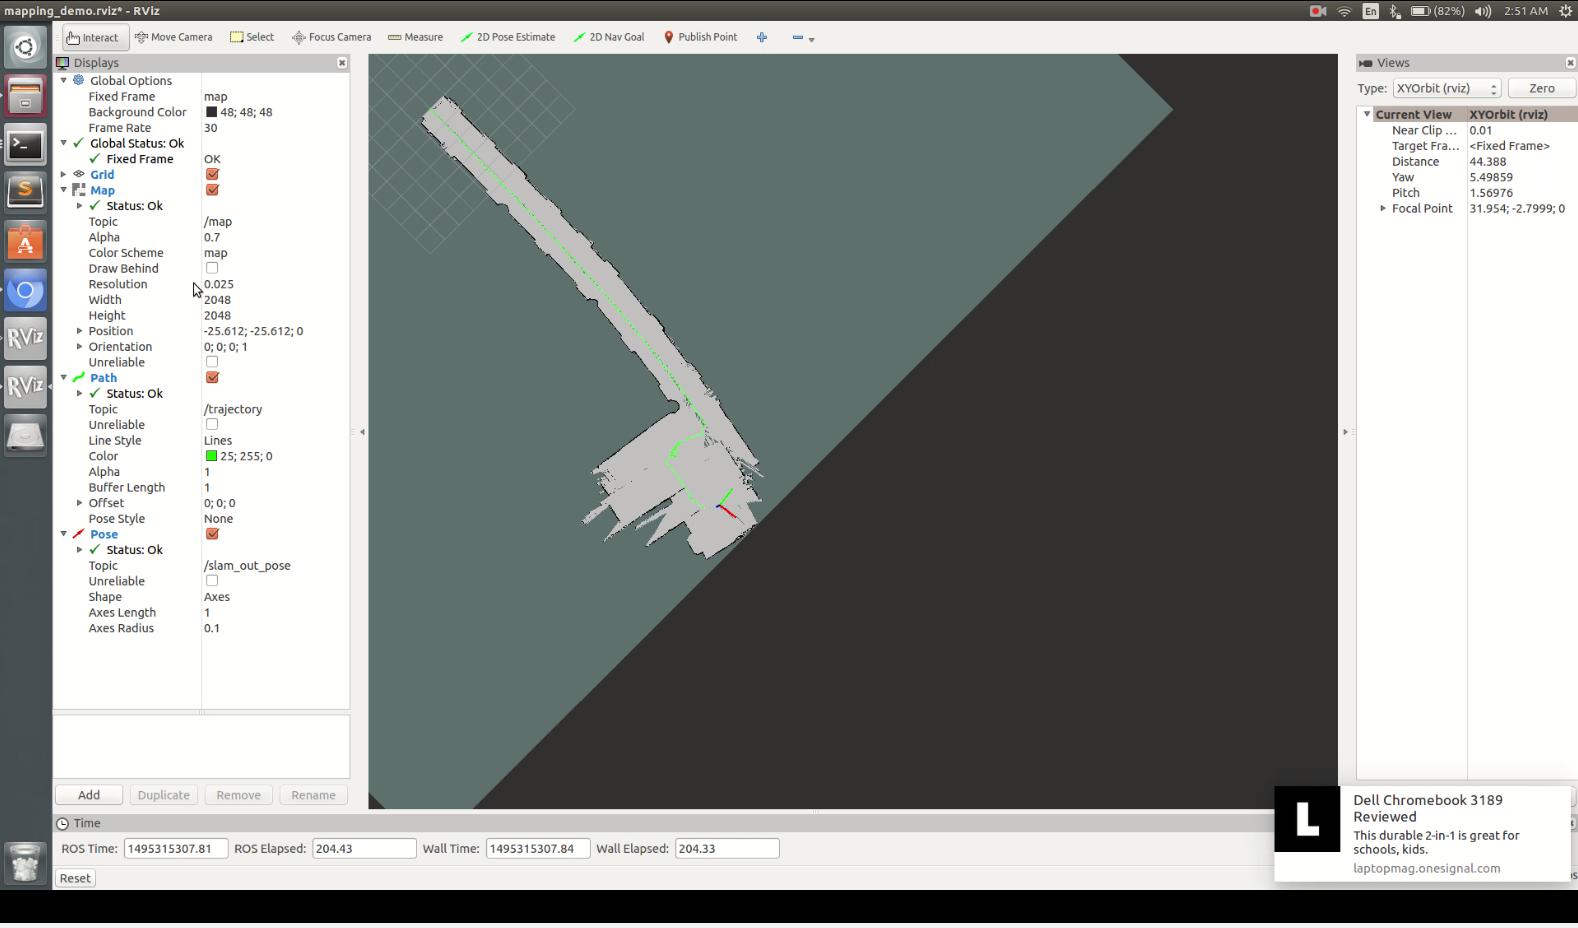 mapping_demo.rviz* - RViz
En (82%) 2:51 AM
Interact Move Camera Select Focus Camera Measure 2D Pose Estimate 2D Nav Goal Publish Point
Displays
Global Options
Fixed Frame map
Background Color 48; 48; 48
Frame Rate 30
Global Status: Ok
Fixed Frame OK
Grid
Map
Status: Ok
Topic /map
Alpha 0.7
Color Scheme map
Draw Behind
Resolution 0.025
Width 2048
Height 2048
Position -25.612; -25.612; 0
Orientation 0; 0; 0; 1
Unreliable
Path
Status: Ok
Topic /trajectory
Unreliable
Line Style Lines
Color 25; 255; 0
Alpha 1
Buffer Length 1
Offset 0; 0; 0
Pose Style None
Pose
Status: Ok
Topic /slam_out_pose
Unreliable
Shape Axes
Axes Length 1
Axes Radius 0.1
Add Duplicate Remove Rename
Views
Type: XYOrbit (rviz) Zero
Current View XYOrbit (rviz)
Near Clip ... 0.01
Target Fra... <Fixed Frame>
Distance 44.388
Yaw 5.49859
Pitch 1.56976
Focal Point 31.954; -2.7999; 0
Time
ROS Time: 1495315307.81 ROS Elapsed: 204.43 Wall Time: 1495315307.84 Wall Elapsed: 204.33
Reset
L
Dell Chromebook 3189
Reviewed
This durable 2-in-1 is great for
schools, kids.
laptopmag.onesignal.com
RViz
RViz